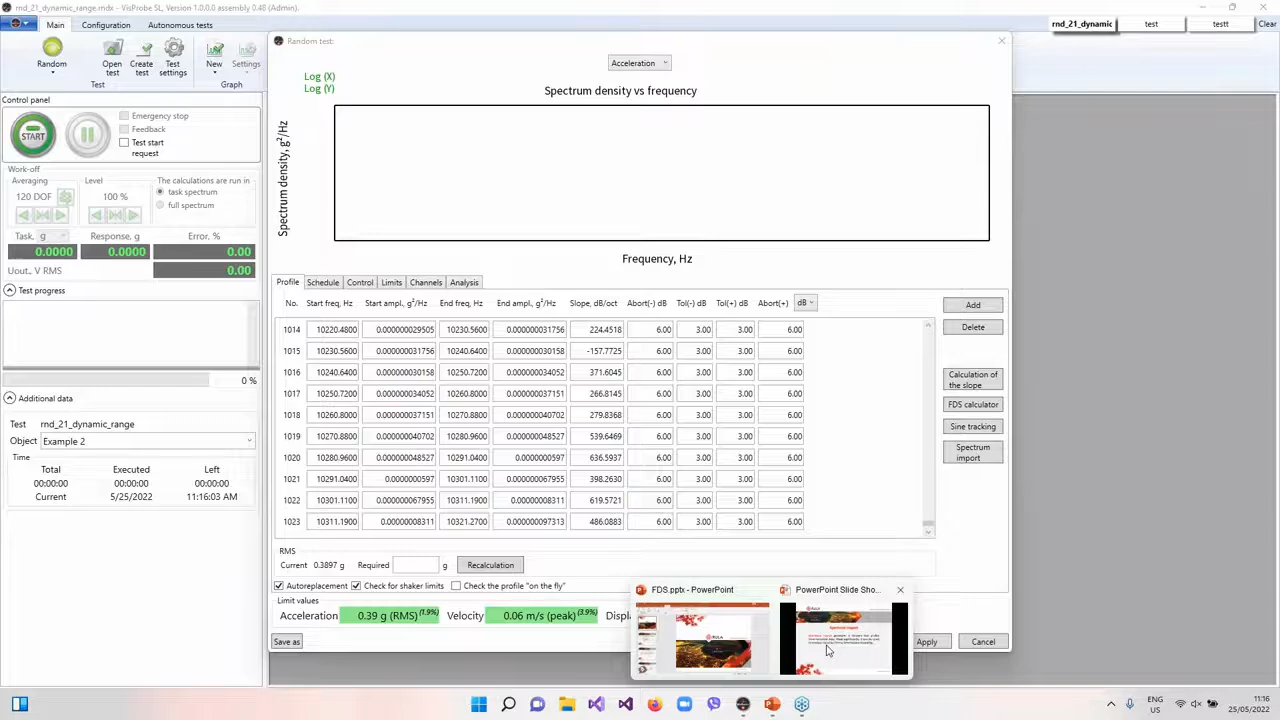 rnd_21_dynamic_range.rndx - VisProbe SL, Version 1.0.0.0 assembly 0.48 (Admin).
Main Configuration Autonomous tests
rnd_21_dynamic test testt Clear
Random Open test Create test Test settings New Settings
Test Graph
Control panel
START
Emergency stop
Feedback
Test start request
Work-off
Averaging Level The calculations are run in
120 DOF 100 % task spectrum
full spectrum
Task, g Response, g Error, %
0.0000 0.0000 0.00
Uout., V RMS 0.00
Test progress
0 %
Additional data
Test rnd_21_dynamic_range
Object Example 2
Time
Total Executed Left
00:00:00 00:00:00 00:00:00
Current 5/25/2022 11:16:03 AM
Random test:
Acceleration
Log (X)
Log (Y)
Spectrum density vs frequency
Spectrum density, g²/Hz
Frequency, Hz
Profile Schedule Control Limits Channels Analysis
No. Start freq, Hz Start ampl., g²/Hz End freq, Hz End ampl., g²/Hz Slope, dB/oct Abort(-) dB Tol(-) dB Tol(+) dB Abort(+) dB
1014 10220.4800 0.000000029505 10230.5600 0.000000031756 224.4518 6.00 3.00 3.00 6.00
1015 10230.5600 0.000000031756 10240.6400 0.000000030158 -157.7725 6.00 3.00 3.00 6.00
1016 10240.6400 0.000000030158 10250.7200 0.000000034052 371.6045 6.00 3.00 3.00 6.00
1017 10250.7200 0.000000034052 10260.8000 0.000000037151 266.8145 6.00 3.00 3.00 6.00
1018 10260.8000 0.000000037151 10270.8800 0.000000040702 279.8368 6.00 3.00 3.00 6.00
1019 10270.8800 0.000000040702 10280.9600 0.000000048527 539.6469 6.00 3.00 3.00 6.00
1020 10280.9600 0.000000048527 10291.0400 0.0000000597 636.5937 6.00 3.00 3.00 6.00
1021 10291.0400 0.0000000597 10301.1100 0.000000067955 398.2630 6.00 3.00 3.00 6.00
1022 10301.1100 0.000000067955 10311.1900 0.00000008311 619.5721 6.00 3.00 3.00 6.00
1023 10311.1900 0.00000008311 10321.2700 0.000000097313 486.0883 6.00 3.00 3.00 6.00
Add
Delete
Calculation of the slope
FDS calculator
Sine tracking
Spectrum import
RMS
Current 0.3897 g Required g Recalculation
Autoreplacement Check for shaker limits Check the profile "on the fly"
Limit values
Acceleration 0.39 g (RMS) (1.9%) Velocity 0.06 m/s (peak) (3.9%) Displ
Save as Apply Cancel
FDS.pptx - PowerPoint PowerPoint Slide Sho...
ENG
US
11:16
25/05/2022